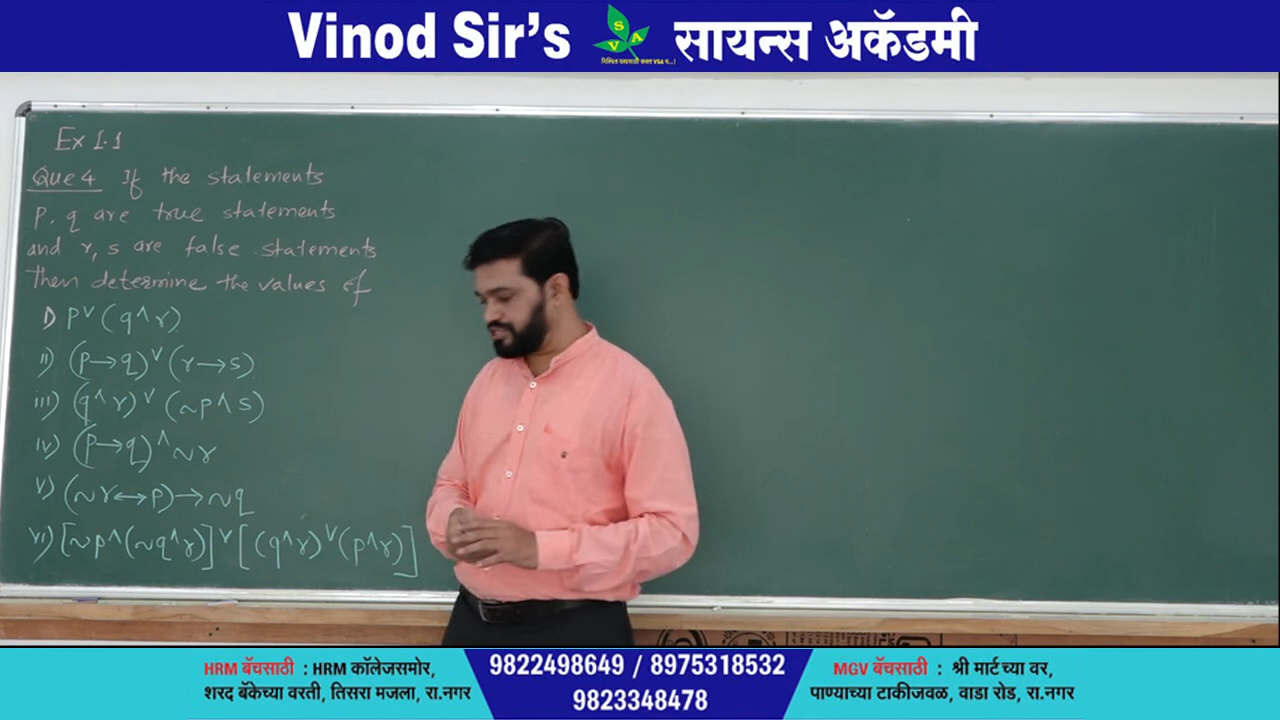 Vinod Sir's SVA सायन्स अकॅडमी
Ex 1.1
Que 4 If the statements
p, q are true statements
and r, s are false statements
Then determine the values of
I) p∨(q∧r)
II) (p→q)∨(r→s)
III) (q∧r)∨(~p∧s)
IV) (p→q)∧~r
V) (~r↔p)→~q
VI) [~p∧(~q∧r)]∨[(q∧r)∨(p∧r)]
HRM बॅचसाठी : HRM कॉलेजसमोर,
शरद बँकेच्या वरती, तिसरा मजला, रा.नगर
9822498649 / 8975318532
9823348478
MGV बॅचसाठी : श्री मार्टच्या वर,
पाण्याच्या टाकीजवळ, वाडा रोड, रा.नगर